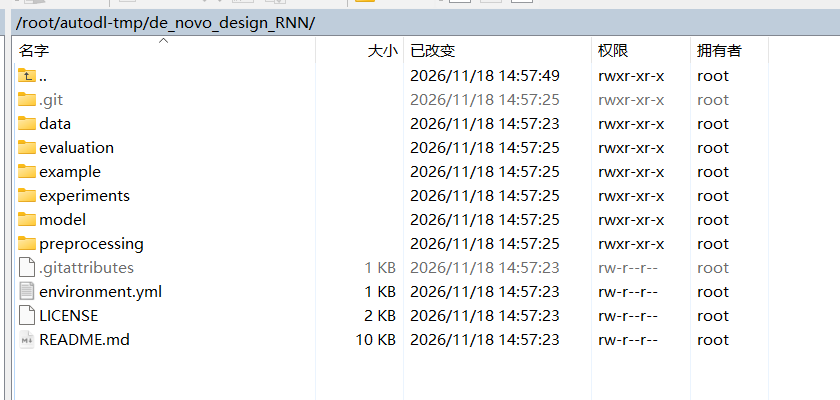 /root/autodl-tmp/de_novo_design_RNN/
名字 大小 已改变 权限 拥有者
.. 2026/11/18 14:57:49 rwxr-xr-x root
.git 2026/11/18 14:57:25 rwxr-xr-x root
data 2026/11/18 14:57:23 rwxr-xr-x root
evaluation 2026/11/18 14:57:25 rwxr-xr-x root
example 2026/11/18 14:57:25 rwxr-xr-x root
experiments 2026/11/18 14:57:25 rwxr-xr-x root
model 2026/11/18 14:57:25 rwxr-xr-x root
preprocessing 2026/11/18 14:57:25 rwxr-xr-x root
.gitattributes 1 KB 2026/11/18 14:57:23 rw-r--r-- root
environment.yml 1 KB 2026/11/18 14:57:23 rw-r--r-- root
LICENSE 2 KB 2026/11/18 14:57:23 rw-r--r-- root
README.md 10 KB 2026/11/18 14:57:23 rw-r--r-- root